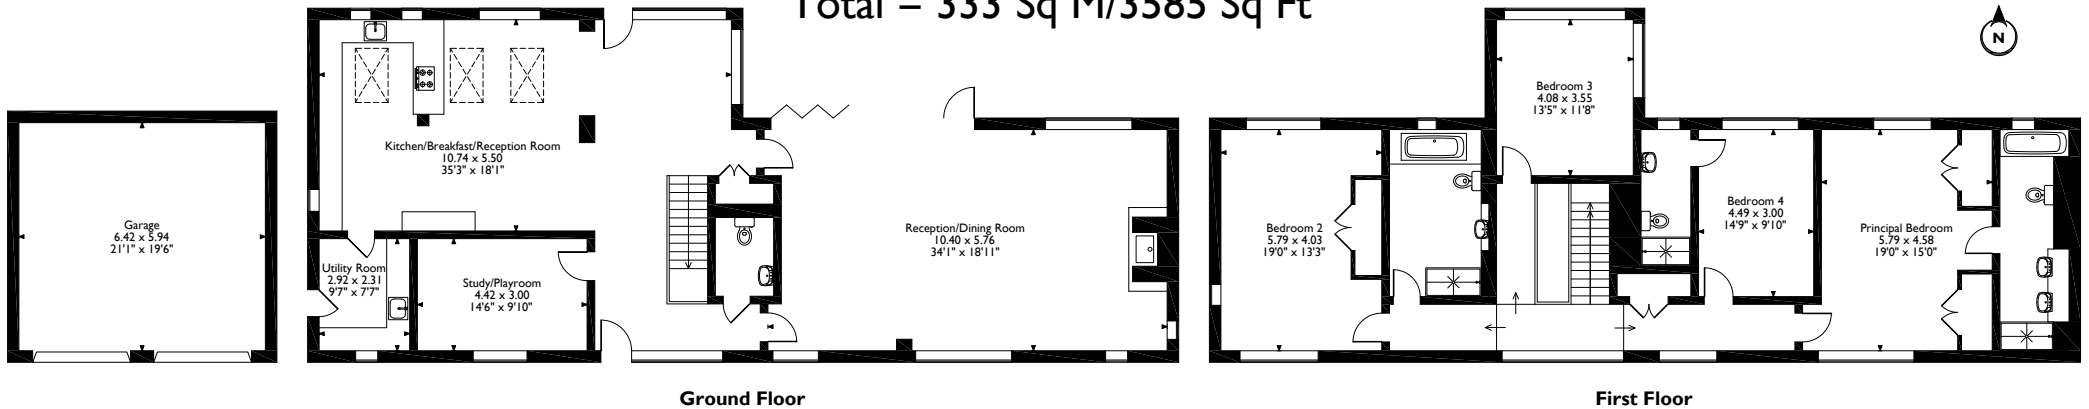 Total = 333 Sq M/3585 Sq Ft
N
Garage
6.42 x 5.94
21'1" x 19'6"
Kitchen/Breakfast/Reception Room
10.74 x 5.50
35'3" x 18'1"
Utility Room
2.92 x 2.31
9'7" x 7'7"
Study/Playroom
4.42 x 3.00
14'6" x 9'10"
Reception/Dining Room
10.40 x 5.76
34'1" x 18'11"
Ground Floor
Bedroom 2
5.79 x 4.03
19'0" x 13'3"
Bedroom 3
4.08 x 3.55
13'5" x 11'8"
Bedroom 4
4.49 x 3.00
14'9" x 9'10"
Principal Bedroom
5.79 x 4.58
19'0" x 15'0"
First Floor